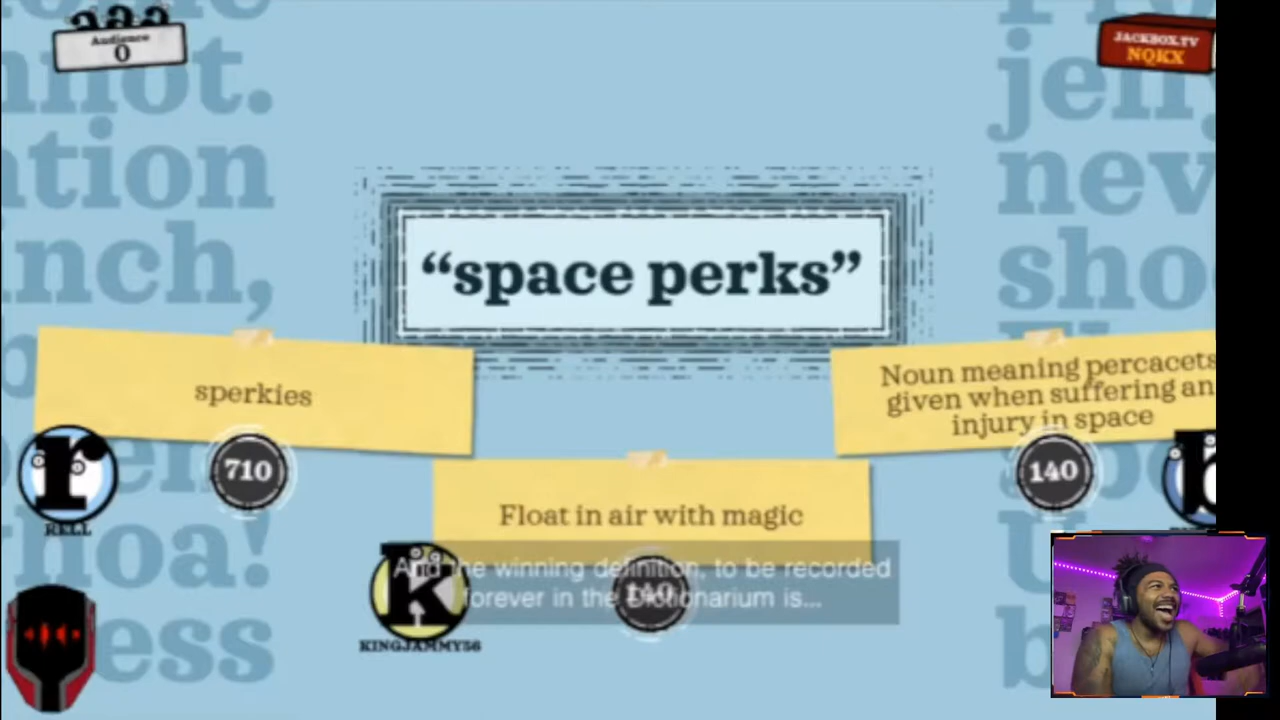 Audience
0
JACKBOX.TV
NQKX
"space perks"
sperkies
Noun meaning percacets
given when suffering an
injury in space
710
140
RELL
Float in air with magic
And the winning definition, to be recorded
forever in the Dictionarium is...
140
KINGJAMMY56